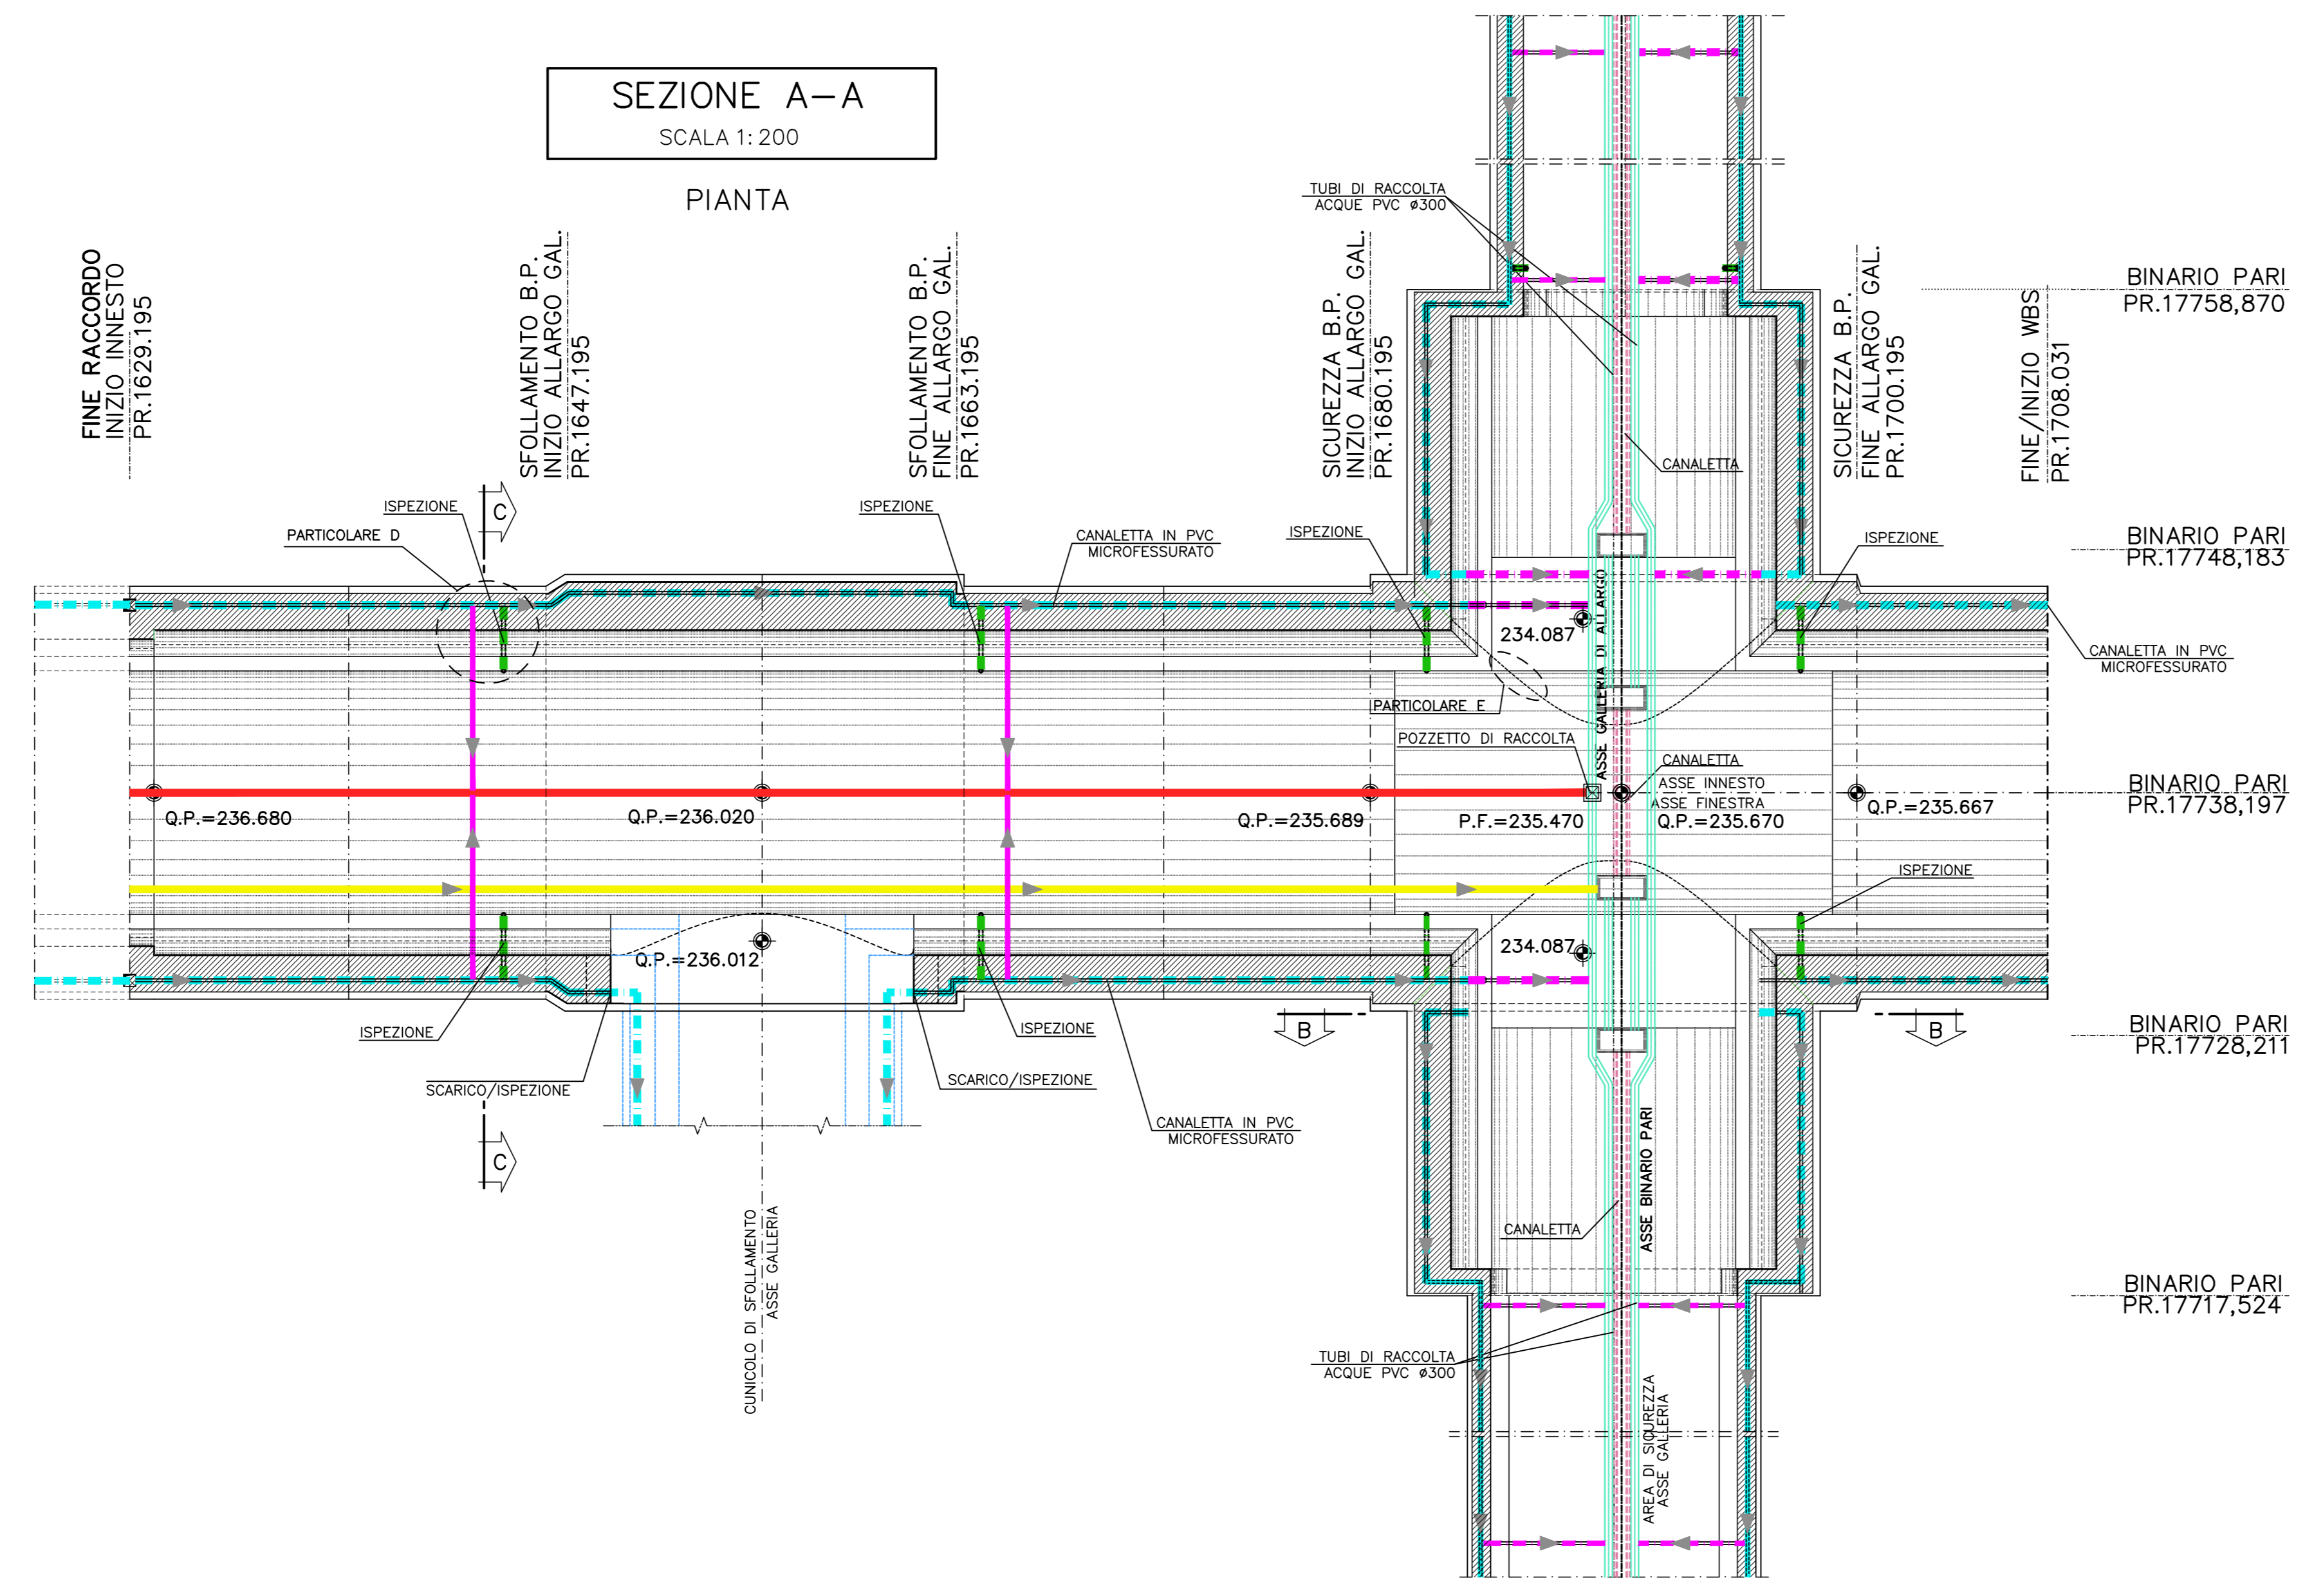 SEZIONE A-A
SCALA 1:200
PIANTA
FINE RACCORDO
INIZIO INNESTO
PR.1629.195
SFOLLAMENTO B.P.
INIZIO ALLARGO GAL.
PR.1647.195
SFOLLAMENTO B.P.
FINE ALLARGO GAL.
PR.1663.195
SICUREZZA B.P.
INIZIO ALLARGO GAL.
PR.1680.195
SICUREZZA B.P.
FINE ALLARGO GAL.
PR.1700.195
FINE/INIZIO WBS
PR.1708.031
TUBI DI RACCOLTA
ACQUE PVC ø300
BINARIO PARI
PR.17758,870
CANALETTA
ISPEZIONE
C
PARTICOLARE D
ISPEZIONE
CANALETTA IN PVC
MICROFESSURATO
ISPEZIONE
ISPEZIONE
BINARIO PARI
PR.17748,183
234.087
ASSE GALLERIA DI ALLARGO
CANALETTA IN PVC
MICROFESSURATO
PARTICOLARE E
POZZETTO DI RACCOLTA
CANALETTA
ASSE INNESTO
ASSE FINESTRA
BINARIO PARI
PR.17738,197
Q.P.=236.680
Q.P.=236.020
Q.P.=235.689
P.F.=235.470
Q.P.=235.670
Q.P.=235.667
ISPEZIONE
234.087
Q.P.=236.012
ISPEZIONE
ISPEZIONE
B
B
BINARIO PARI
PR.17728,211
SCARICO/ISPEZIONE
SCARICO/ISPEZIONE
CANALETTA IN PVC
MICROFESSURATO
C
ASSE BINARIO PARI
CANALETTA
CUNICOLO DI SFOLLAMENTO
ASSE GALLERIA
BINARIO PARI
PR.17717,524
TUBI DI RACCOLTA
ACQUE PVC ø300
AREA DI SICUREZZA
ASSE GALLERIA